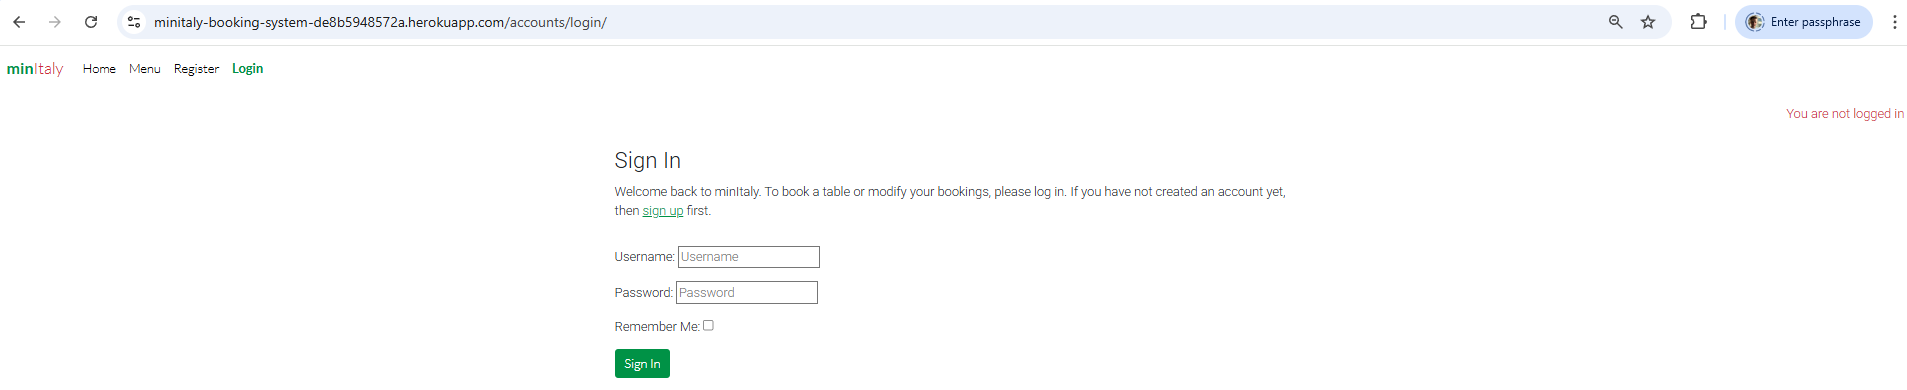 minitaly-booking-system-de8b5948572a.herokuapp.com/accounts/login/
Enter passphrase
minItaly Home Menu Register Login
You are not logged in
Sign In
Welcome back to minItaly. To book a table or modify your bookings, please log in. If you have not created an account yet,
then sign up first.
Username: Username
Password: Password
Remember Me:
Sign In